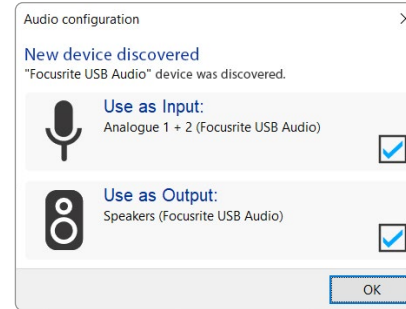 Audio configuration
New device discovered
"Focusrite USB Audio" device was discovered.
Use as Input:
Analogue 1 + 2 (Focusrite USB Audio)
Use as Output:
Speakers (Focusrite USB Audio)
OK